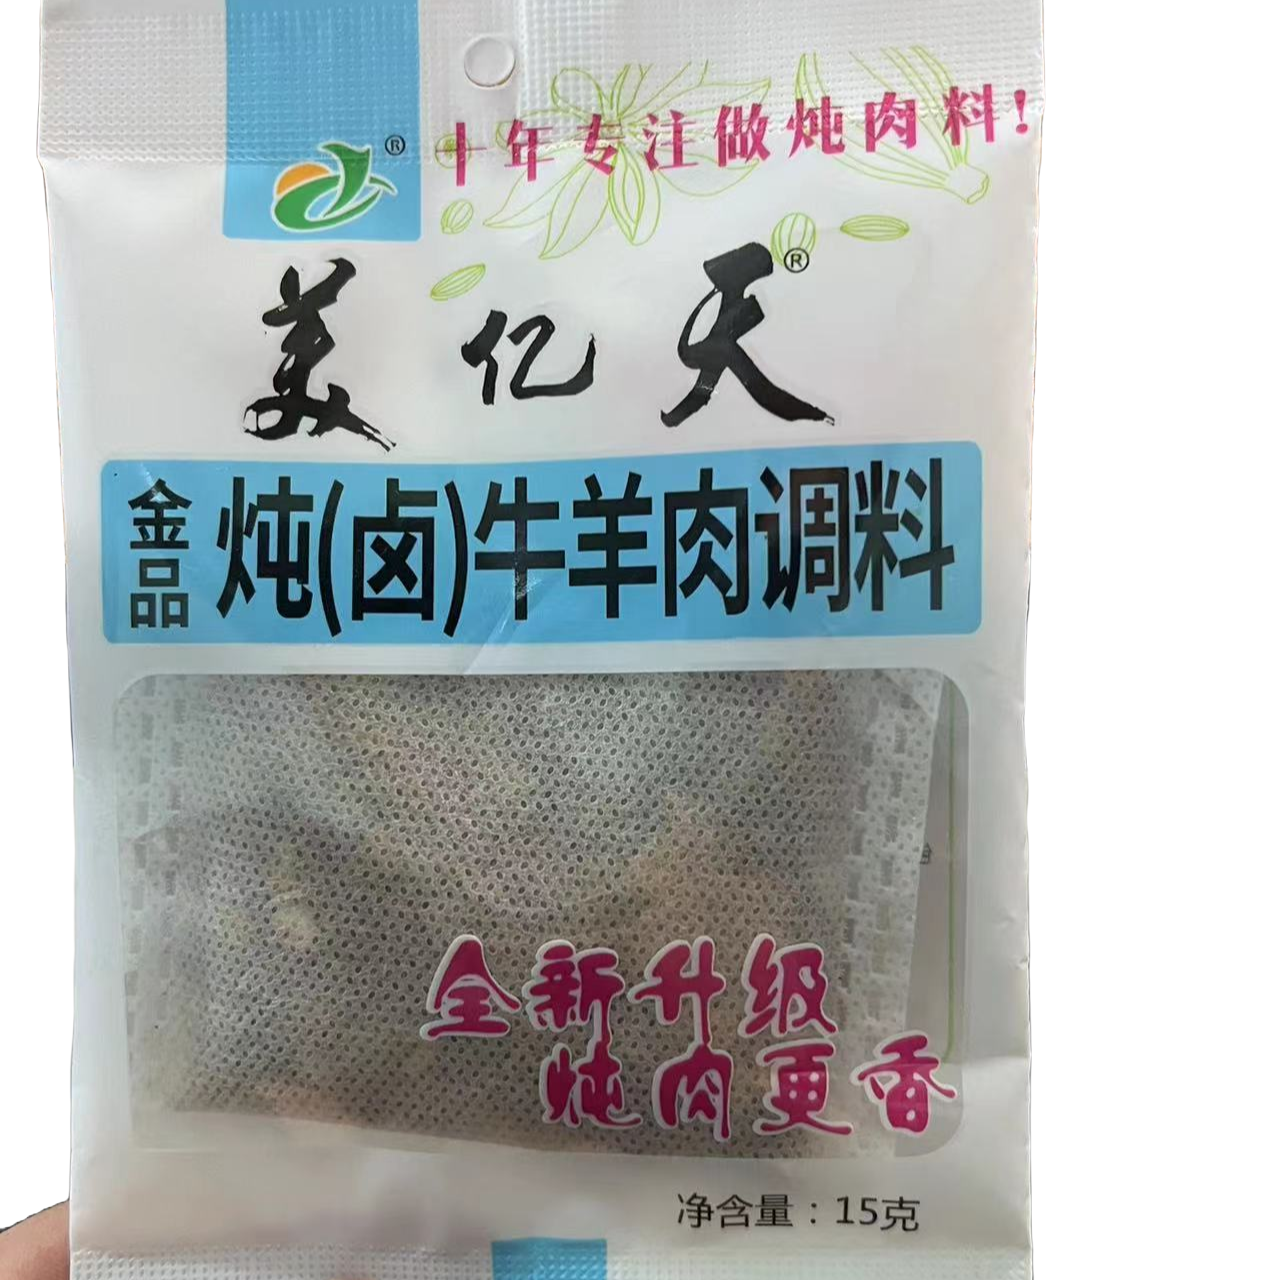 ®
十年专注做炖肉料!
美亿天®
金品
炖(卤)牛羊肉调料
全新升级
炖肉更香
净含量：15克